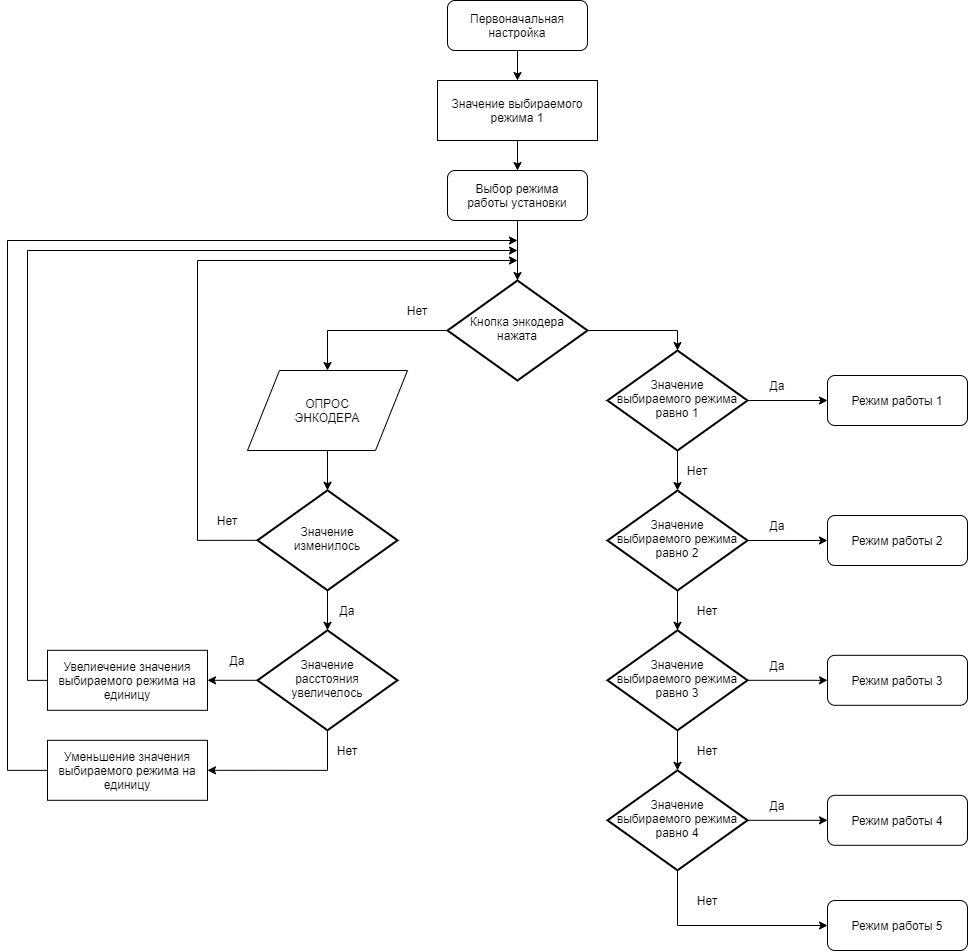 Первоначальная
настройка
Значение выбираемого
режима 1
Выбор режима
работы установки
Нет
Кнопка энкодера
нажата
ОПРОС
ЭНКОДЕРА
Значение
выбираемого режима
равно 1
Да
Режим работы 1
Нет
Нет
Значение
изменилось
Значение
выбираемого режима
равно 2
Да
Режим работы 2
Да
Нет
Увелиечение значения
выбираемого режима на
единицу
Да
Значение
расстояния
увеличелось
Значение
выбираемого режима
равно 3
Да
Режим работы 3
Нет
Нет
Уменьшение значения
выбираемого режима на
единицу
Значение
выбираемого режима
равно 4
Да
Режим работы 4
Нет
Режим работы 5